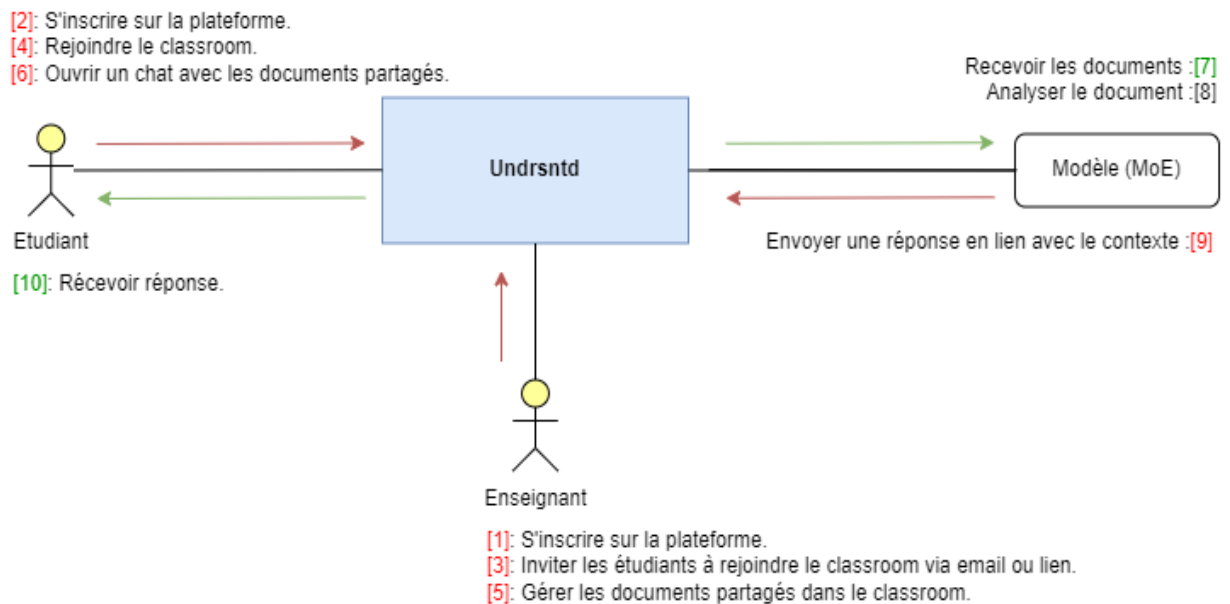 [2]: S'inscrire sur la plateforme.
[4]: Rejoindre le classroom.
[6]: Ouvrir un chat avec les documents partagés.
Recevoir les documents :[7]
Analyser le document :[8]
Undrsntd
Modèle (MoE)
Etudiant
Envoyer une réponse en lien avec le contexte :[9]
[10]: Récevoir réponse.
Enseignant
[1]: S'inscrire sur la plateforme.
[3]: Inviter les étudiants à rejoindre le classroom via email ou lien.
[5]: Gérer les documents partagés dans le classroom.